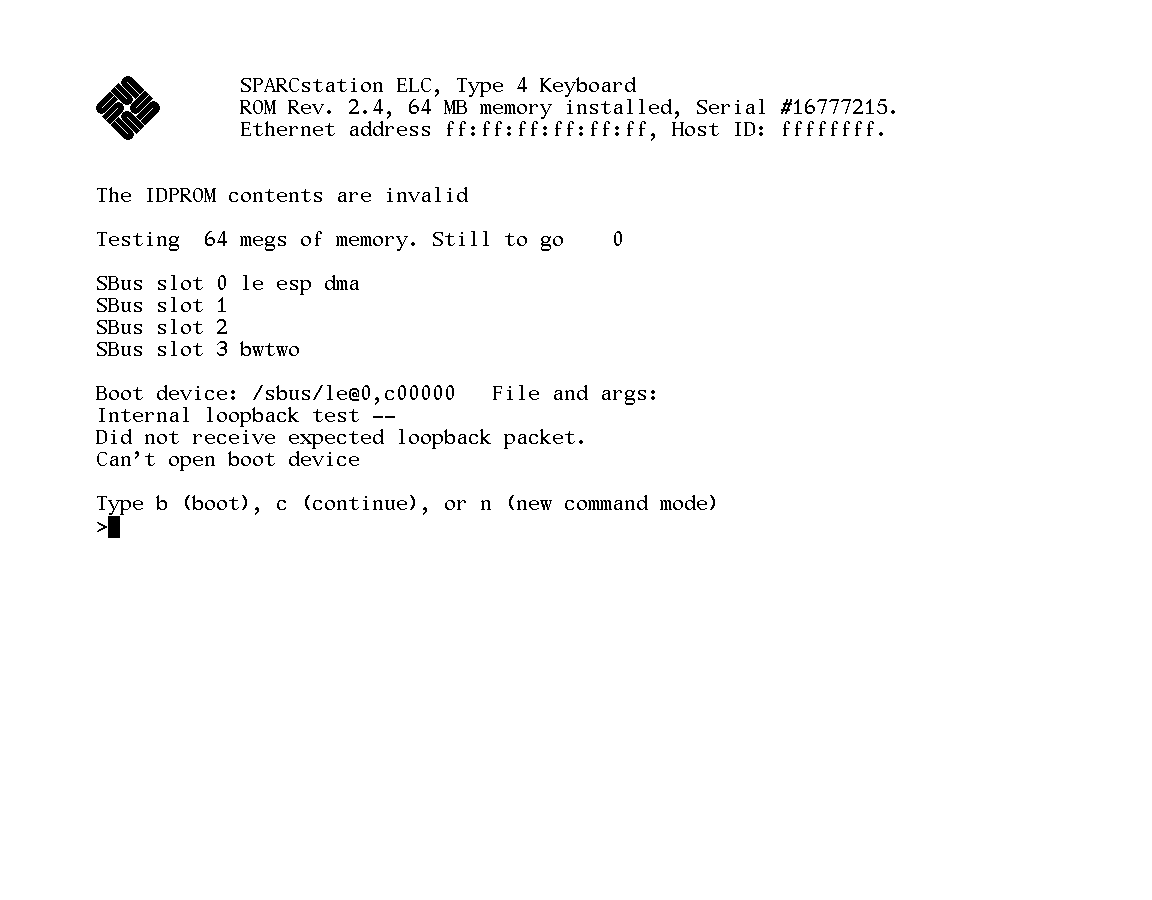 SPARCstation ELC, Type 4 Keyboard
ROM Rev. 2.4, 64 MB memory installed, Serial #16777215.
Ethernet address ff:ff:ff:ff:ff:ff, Host ID: ffffffff.
The IDPROM contents are invalid
Testing  64 megs of memory. Still to go    0
SBus slot 0 le esp dma
SBus slot 1
SBus slot 2
SBus slot 3 bwtwo
Boot device: /sbus/le@0,c00000   File and args:
Internal loopback test --
Did not receive expected loopback packet.
Can't open boot device
Type b (boot), c (continue), or n (new command mode)
>